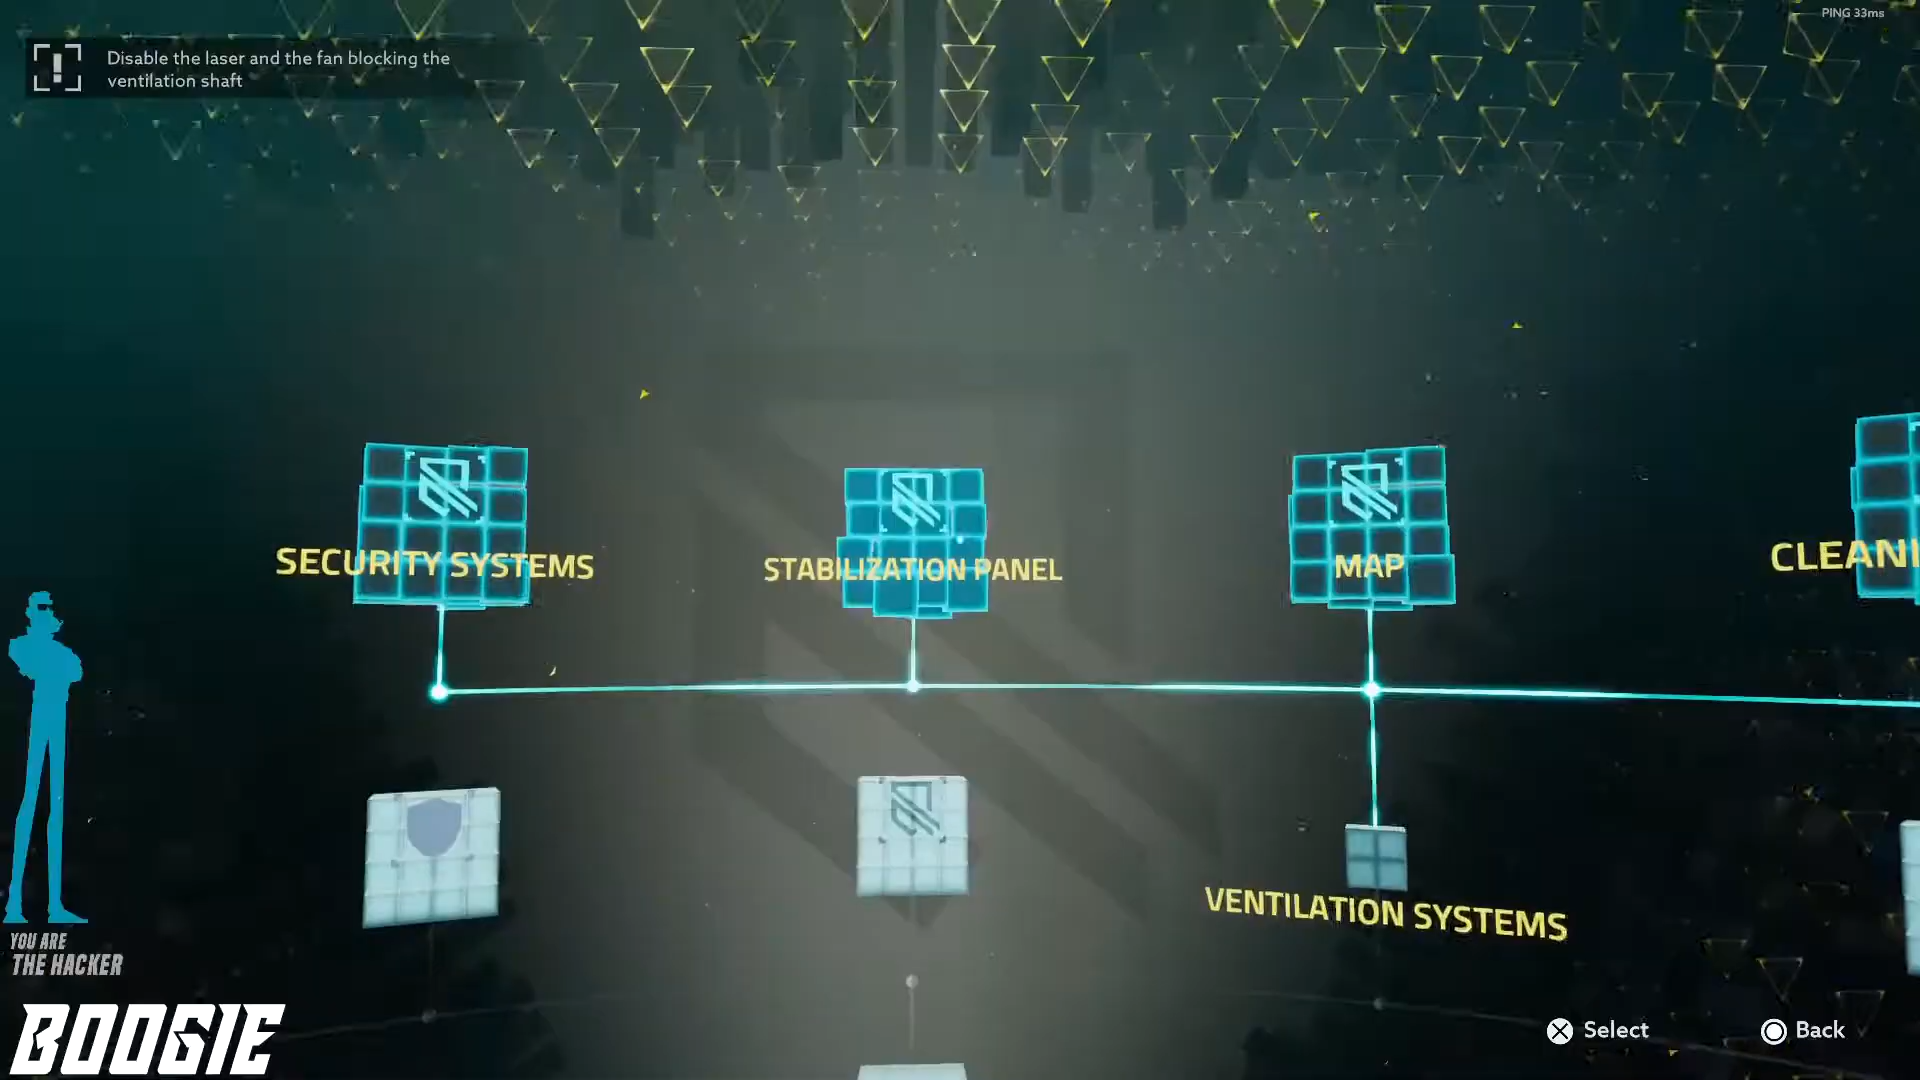 PING 33ms
Disable the laser and the fan blocking the
ventilation shaft
SECURITY SYSTEMS
STABILIZATION PANEL
MAP
CLEANI
VENTILATION SYSTEMS
YOU ARE
THE HACKER
BOOGIE
Select
Back